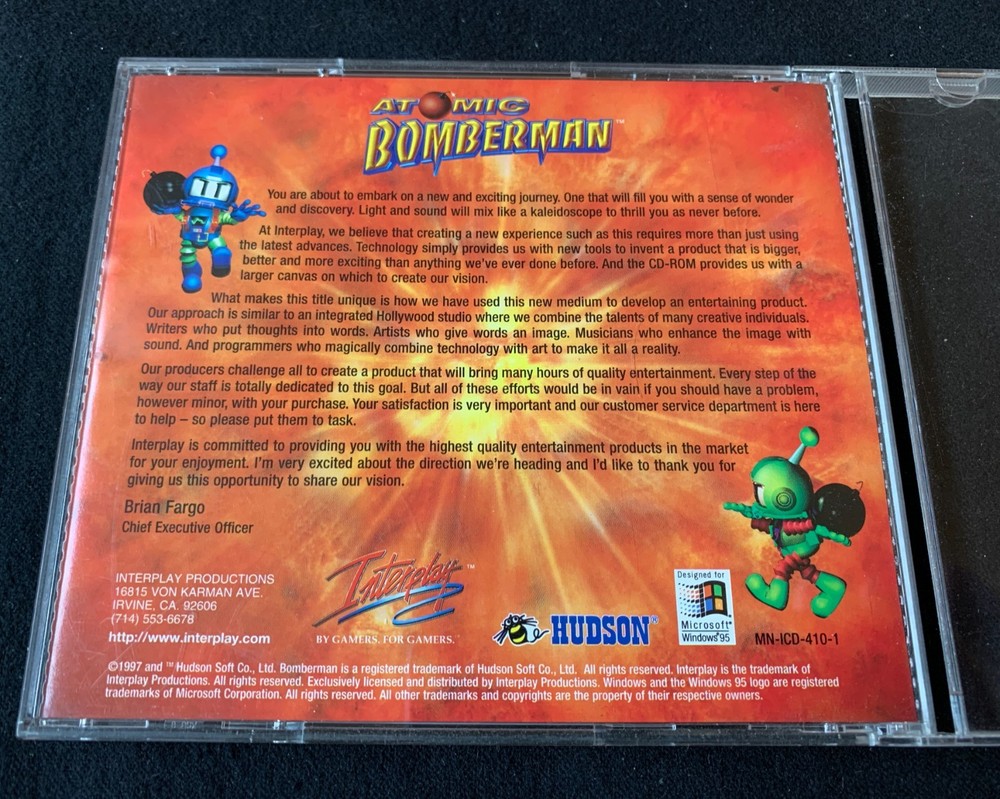 ATOMIC
BOMBERMAN™
You are about to embark on a new and exciting journey. One that will fill you with a sense of wonder
and discovery. Light and sound will mix like a kaleidoscope to thrill you as never before.
At Interplay, we believe that creating a new experience such as this requires more than just using
the latest advances. Technology simply provides us with new tools to invent a product that is bigger,
better and more exciting than anything we've ever done before. And the CD-ROM provides us with a
larger canvas on which to create our vision.
What makes this title unique is how we have used this new medium to develop an entertaining product.
Our approach is similar to an integrated Hollywood studio where we combine the talents of many creative individuals.
Writers who put thoughts into words. Artists who give words an image. Musicians who enhance the image with
sound. And programmers who magically combine technology with art to make it all a reality.
Our producers challenge all to create a product that will bring many hours of quality entertainment. Every step of the
way our staff is totally dedicated to this goal. But all of these efforts would be in vain if you should have a problem,
however minor, with your purchase. Your satisfaction is very important and our customer service department is here
to help – so please put them to task.
Interplay is committed to providing you with the highest quality entertainment products in the market
for your enjoyment. I'm very excited about the direction we're heading and I'd like to thank you for
giving us this opportunity to share our vision.
Brian Fargo
Chief Executive Officer
INTERPLAY PRODUCTIONS
16815 VON KARMAN AVE.
IRVINE, CA. 92606
(714) 553-6678
http://www.interplay.com
Interplay™
BY GAMERS. FOR GAMERS.™
HUDSON®
Designed for
Microsoft®
Windows®95
MN-ICD-410-1
©1997 and ™ Hudson Soft Co., Ltd. Bomberman is a registered trademark of Hudson Soft Co., Ltd. All rights reserved. Interplay is the trademark of
Interplay Productions. All rights reserved. Exclusively licensed and distributed by Interplay Productions. Windows and the Windows 95 logo are registered
trademarks of Microsoft Corporation. All rights reserved. All other trademarks and copyrights are the property of their respective owners.